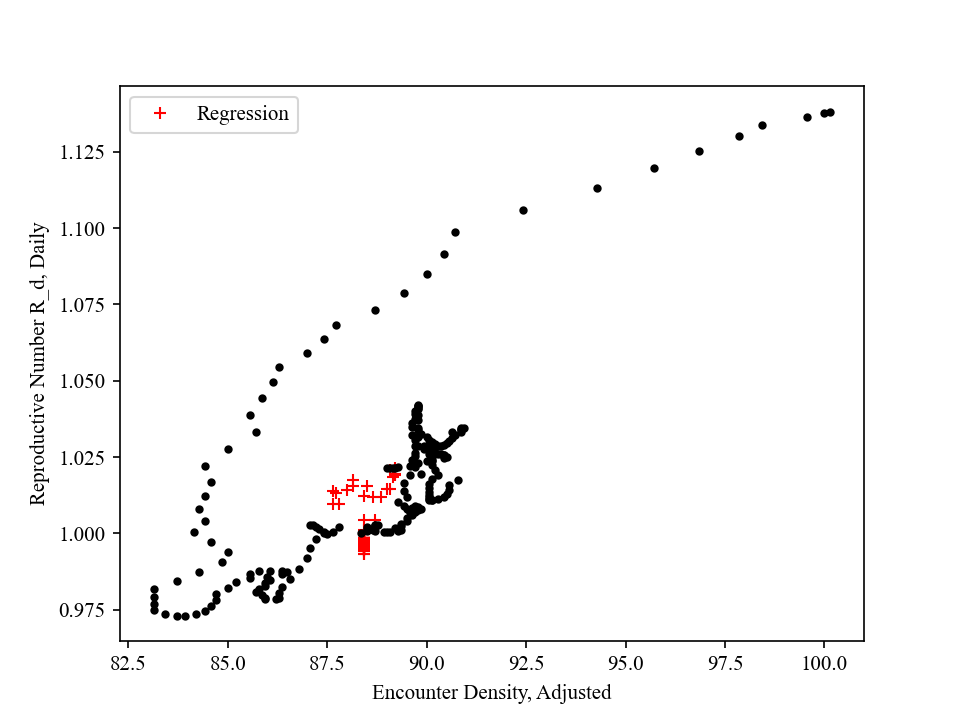 Regression
1.125
1.100
1.075
1.050
1.025
1.000
0.975
Reproductive Number R_d, Daily
82.5 85.0 87.5 90.0 92.5 95.0 97.5 100.0
Encounter Density, Adjusted